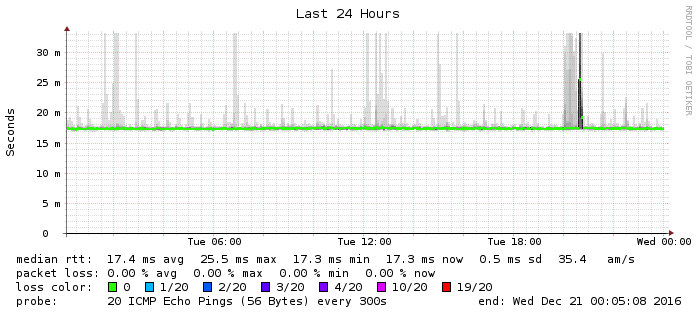 Last 24 Hours
RRDTOOL / TOBI OETIKER
Seconds
30 m
25 m
20 m
15 m
10 m
5 m
0
Tue 06:00 Tue 12:00 Tue 18:00 Wed 00:00
median rtt: 17.4 ms avg 25.5 ms max 17.3 ms min 17.3 ms now 0.5 ms sd 35.4 am/s
packet loss: 0.00 % avg 0.00 % max 0.00 % min 0.00 % now
loss color: 0 1/20 2/20 3/20 4/20 10/20 19/20
probe: 20 ICMP Echo Pings (56 Bytes) every 300s end: Wed Dec 21 00:05:08 2016